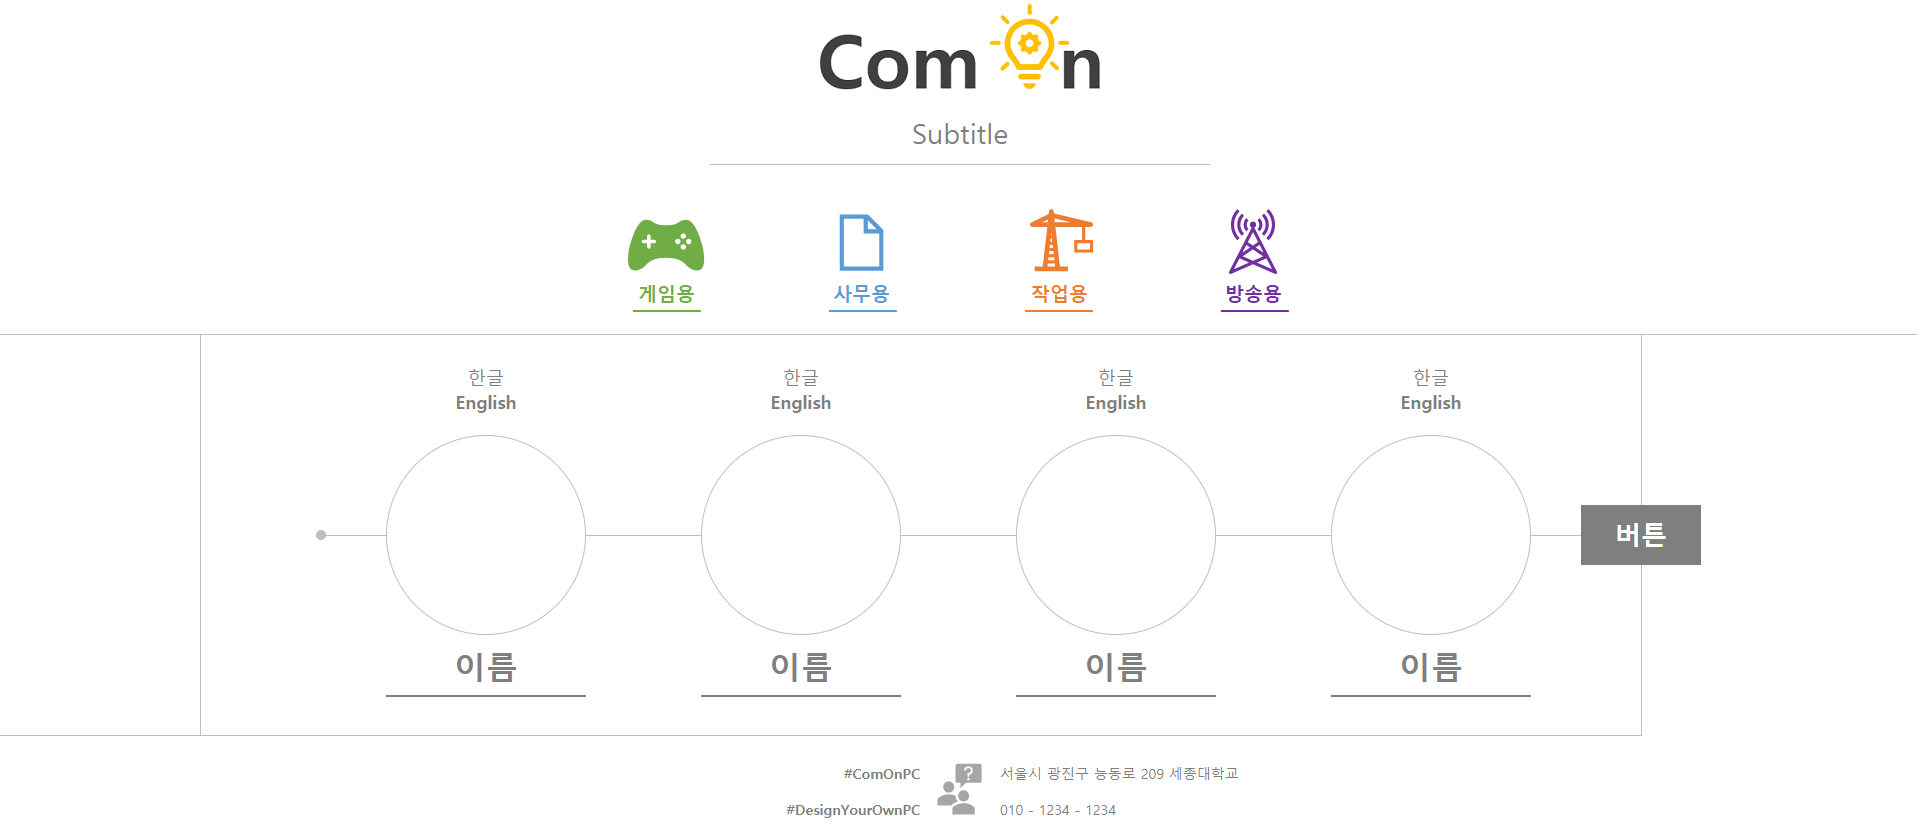 Com n
Subtitle
게임용
사무용
작업용
방송용
한글
English
한글
English
한글
English
한글
English
버튼
이름
이름
이름
이름
#ComOnPC
?
서울시 광진구 능동로 209 세종대학교
#DesignYourOwnPC
010 - 1234 - 1234